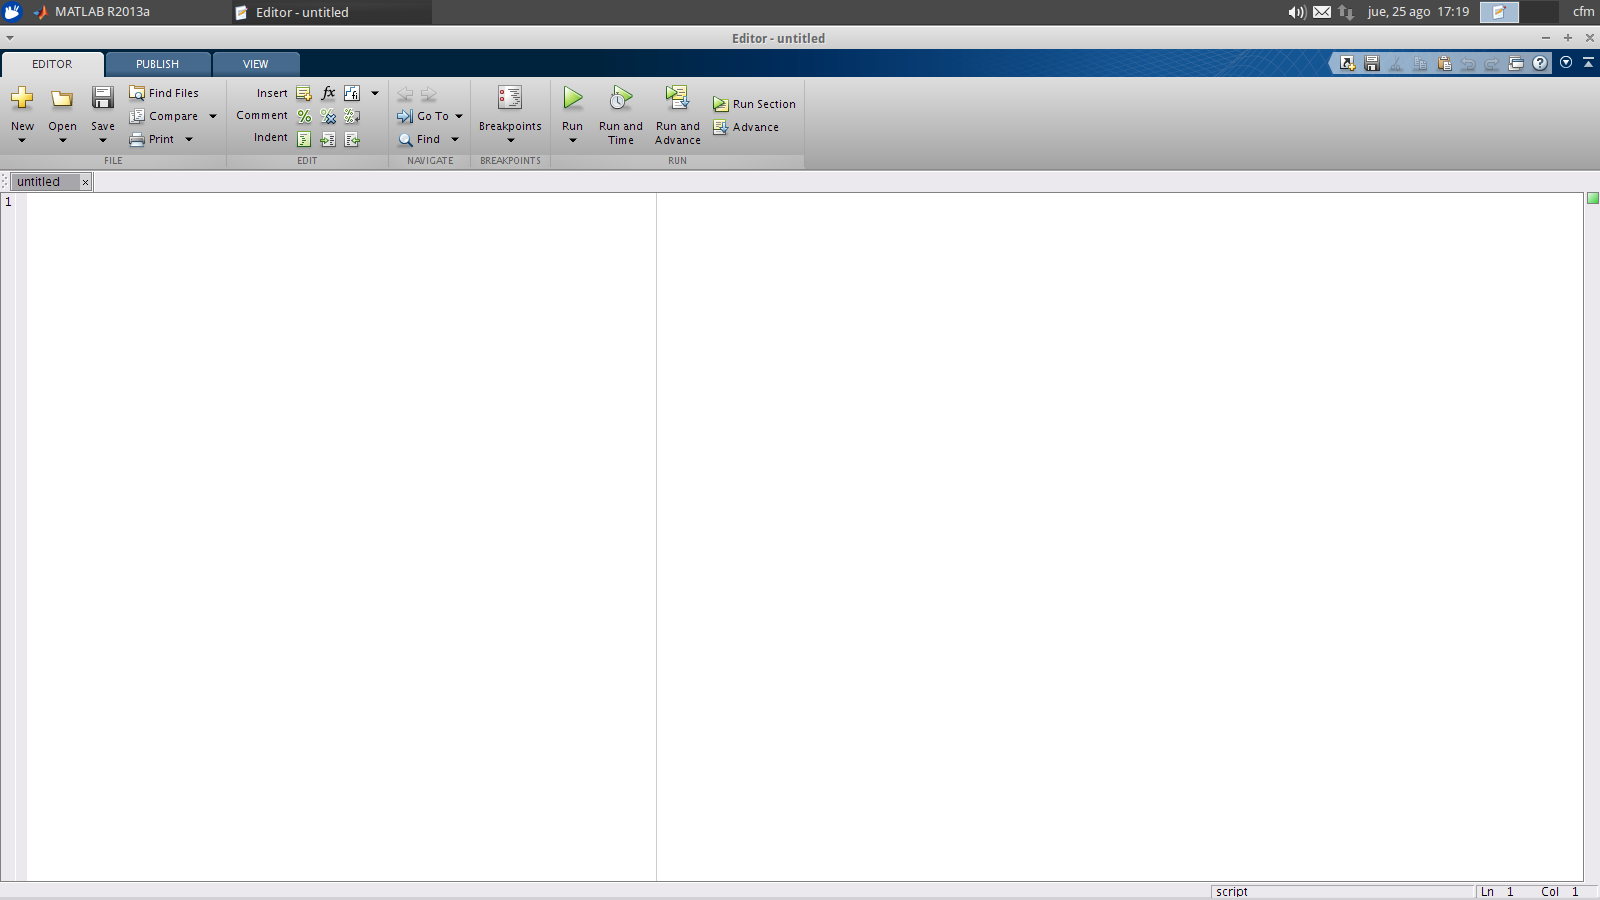 MATLAB R2013a Editor - untitled jue, 25 ago 17:19 cfm
Editor - untitled
EDITOR PUBLISH VIEW
New Open Save
Find Files
Compare
Print
FILE
Insert fx fi
Comment % %
Indent
EDIT
Go To
Find
NAVIGATE
Breakpoints
BREAKPOINTS
Run
Run and
Time
Run and
Advance
Run Section
Advance
RUN
untitled
1
script Ln 1 Col 1